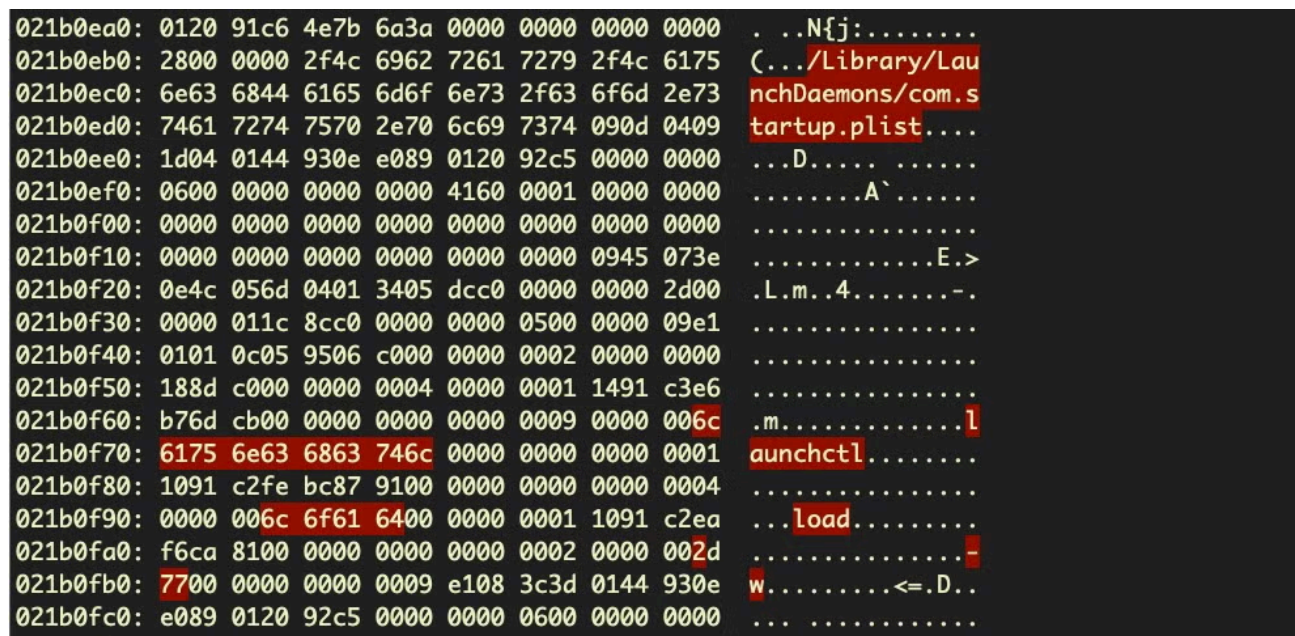 021b0ea0: 0120 91c6 4e7b 6a3a 0000 0000 0000 0000 . ..N{j:........
021b0eb0: 2800 0000 2f4c 6962 7261 7279 2f4c 6175 (.../Library/Lau
021b0ec0: 6e63 6844 6165 6d6f 6e73 2f63 6f6d 2e73 nchDaemons/com.s
021b0ed0: 7461 7274 7570 2e70 6c69 7374 090d 0409 tartup.plist....
021b0ee0: 1d04 0144 930e e089 0120 92c5 0000 0000 ...D..... ......
021b0ef0: 0600 0000 0000 0000 4160 0001 0000 0000 ........A`......
021b0f00: 0000 0000 0000 0000 0000 0000 0000 0000 ................
021b0f10: 0000 0000 0000 0000 0000 0000 0945 073e .............E.>
021b0f20: 0e4c 056d 0401 3405 dcc0 0000 0000 2d00 .L.m..4.......-.
021b0f30: 0000 011c 8cc0 0000 0000 0500 0000 09e1 ................
021b0f40: 0101 0c05 9506 c000 0000 0002 0000 0000 ................
021b0f50: 188d c000 0000 0004 0000 0001 1491 c3e6 ................
021b0f60: b76d cb00 0000 0000 0000 0009 0000 006c .m.............l
021b0f70: 6175 6e63 6863 746c 0000 0000 0000 0001 aunchctl........
021b0f80: 1091 c2fe bc87 9100 0000 0000 0000 0004 ................
021b0f90: 0000 006c 6f61 6400 0000 0001 1091 c2ea ...load.........
021b0fa0: f6ca 8100 0000 0000 0000 0002 0000 002d ...............-
021b0fb0: 7700 0000 0000 0009 e108 3c3d 0144 930e w.........<=.D..
021b0fc0: e089 0120 92c5 0000 0000 0600 0000 0000 ... ............